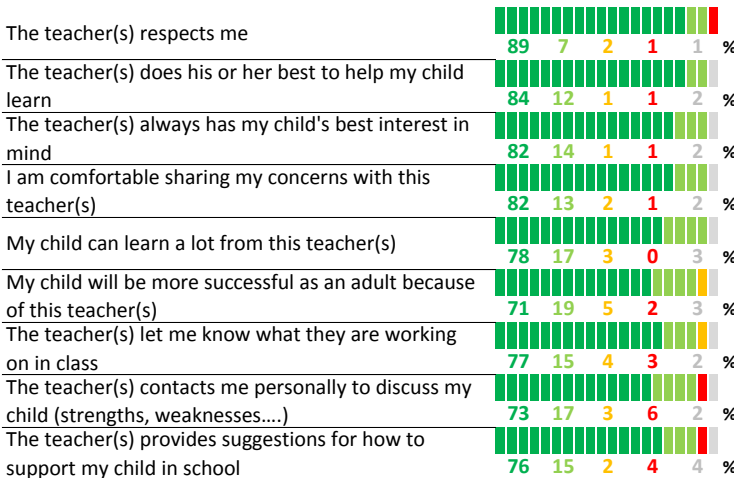 The teacher(s) respects me
89 7 2 1 1 %
The teacher(s) does his or her best to help my child
learn
84 12 1 1 2 %
The teacher(s) always has my child's best interest in
mind
82 14 1 1 2 %
I am comfortable sharing my concerns with this
teacher(s)
82 13 2 1 2 %
My child can learn a lot from this teacher(s)
78 17 3 0 3 %
My child will be more successful as an adult because
of this teacher(s)
71 19 5 2 3 %
The teacher(s) let me know what they are working
on in class
77 15 4 3 2 %
The teacher(s) contacts me personally to discuss my
child (strengths, weaknesses….)
73 17 3 6 2 %
The teacher(s) provides suggestions for how to
support my child in school
76 15 2 4 4 %